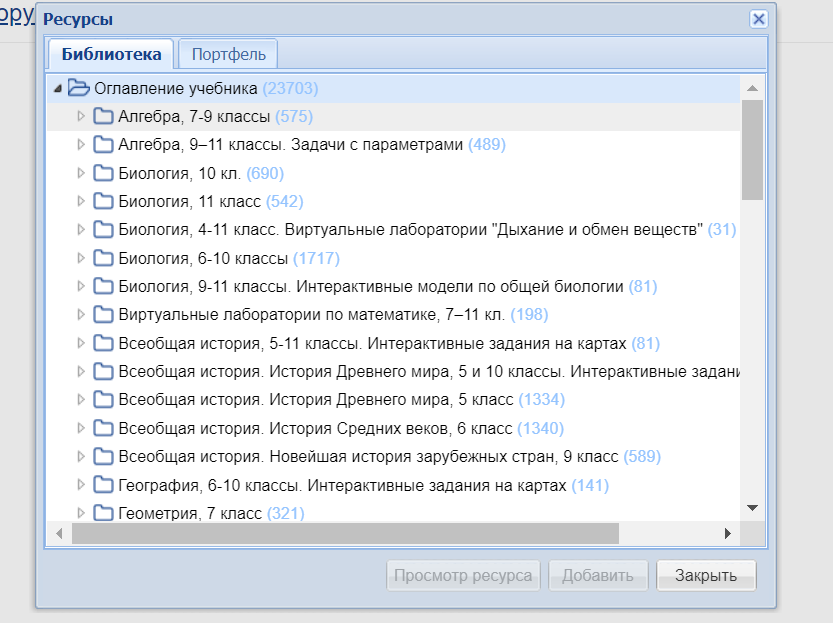 ору
Ресурсы
Библиотека Портфель
Оглавление учебника (23703)
Алгебра, 7-9 классы (575)
Алгебра, 9–11 классы. Задачи с параметрами (489)
Биология, 10 кл. (690)
Биология, 11 класс (542)
Биология, 4-11 класс. Виртуальные лаборатории "Дыхание и обмен веществ" (31)
Биология, 6-10 классы (1717)
Биология, 9-11 классы. Интерактивные модели по общей биологии (81)
Виртуальные лаборатории по математике, 7–11 кл. (198)
Всеобщая история, 5-11 классы. Интерактивные задания на картах (81)
Всеобщая история. История Древнего мира, 5 и 10 классы. Интерактивные задани
Всеобщая история. История Древнего мира, 5 класс (1334)
Всеобщая история. История Средних веков, 6 класс (1340)
Всеобщая история. Новейшая история зарубежных стран, 9 класс (589)
География, 6-10 классы. Интерактивные задания на картах (141)
Геометрия, 7 класс (321)
Просмотр ресурса Добавить Закрыть